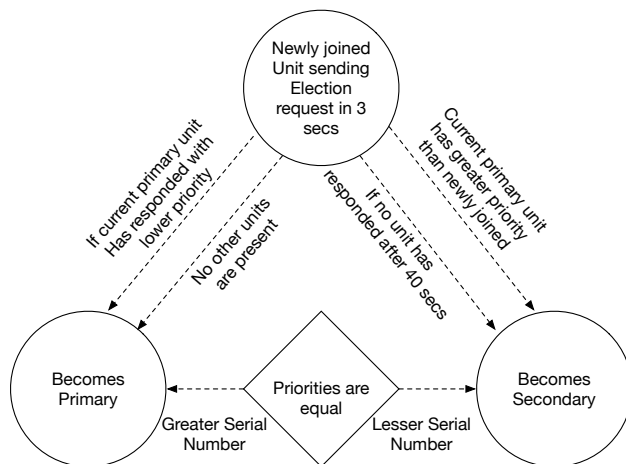 Newly joined
Unit sending
Election
request in 3
secs
If current primary unit
Has responded with
lower priority
No other units
are present
If no unit has
responded after 40 secs
Current primary unit
has greater priority
than newly joined
Becomes
Primary
Priorities are
equal
Becomes
Secondary
Greater Serial
Number
Lesser Serial
Number